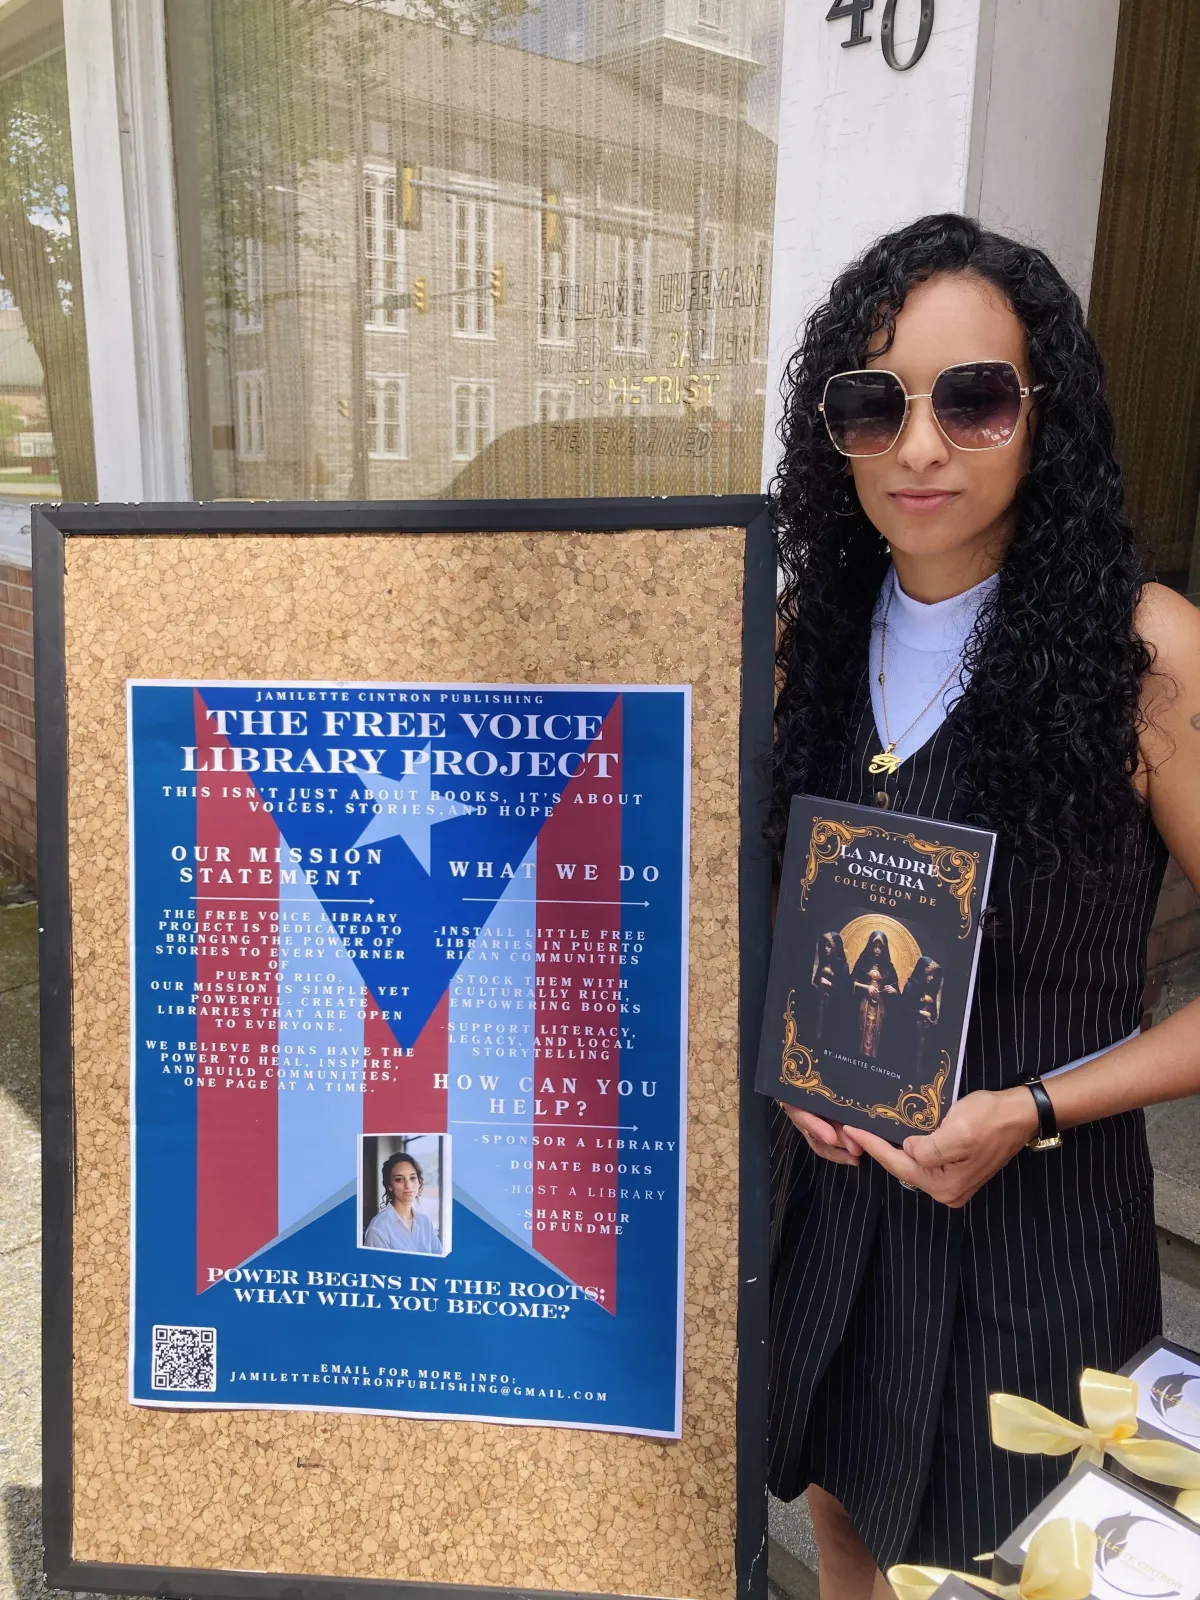 40
HUFFMAN
TOMETRIST
JAMILETTE CINTRON PUBLISHING
THE FREE VOICE
LIBRARY PROJECT
THIS ISN'T JUST ABOUT BOOKS, IT'S ABOUT
VOICES, STORIES,AND HOPE
OUR MISSION
STATEMENT
THE FREE VOICE LIBRARY
PROJECT IS DEDICATED TO
BRINGING THE POWER OF
STORIES TO EVERY CORNER
OF
PUERTO RICO.
OUR MISSION IS SIMPLE YET
POWERFUL- CREATE
LIBRARIES THAT ARE OPEN
TO EVERYONE.
WE BELIEVE BOOKS HAVE THE
POWER TO HEAL, INSPIRE,
AND BUILD COMMUNITIES,
ONE PAGE AT A TIME.
WHAT WE DO
-INSTALL LITTLE FREE
LIBRARIES IN PUERTO
RICAN COMMUNITIES
-STOCK THEM WITH
CULTURALLY RICH,
EMPOWERING BOOKS
-SUPPORT LITERACY,
LEGACY, AND LOCAL
STORYTELLING
HOW CAN YOU
HELP?
-SPONSOR A LIBRARY
- DONATE BOOKS
-HOST A LIBRARY
-SHARE OUR
GOFUNDME
POWER BEGINS IN THE ROOTS;
WHAT WILL YOU BECOME?
EMAIL FOR MORE INFO:
JAMILETTECINTRONPUBLISHING@GMAIL.COM
LA MADRE
OSCURA
COLECCION DE
ORO
BY:JAMILETTE CINTRON